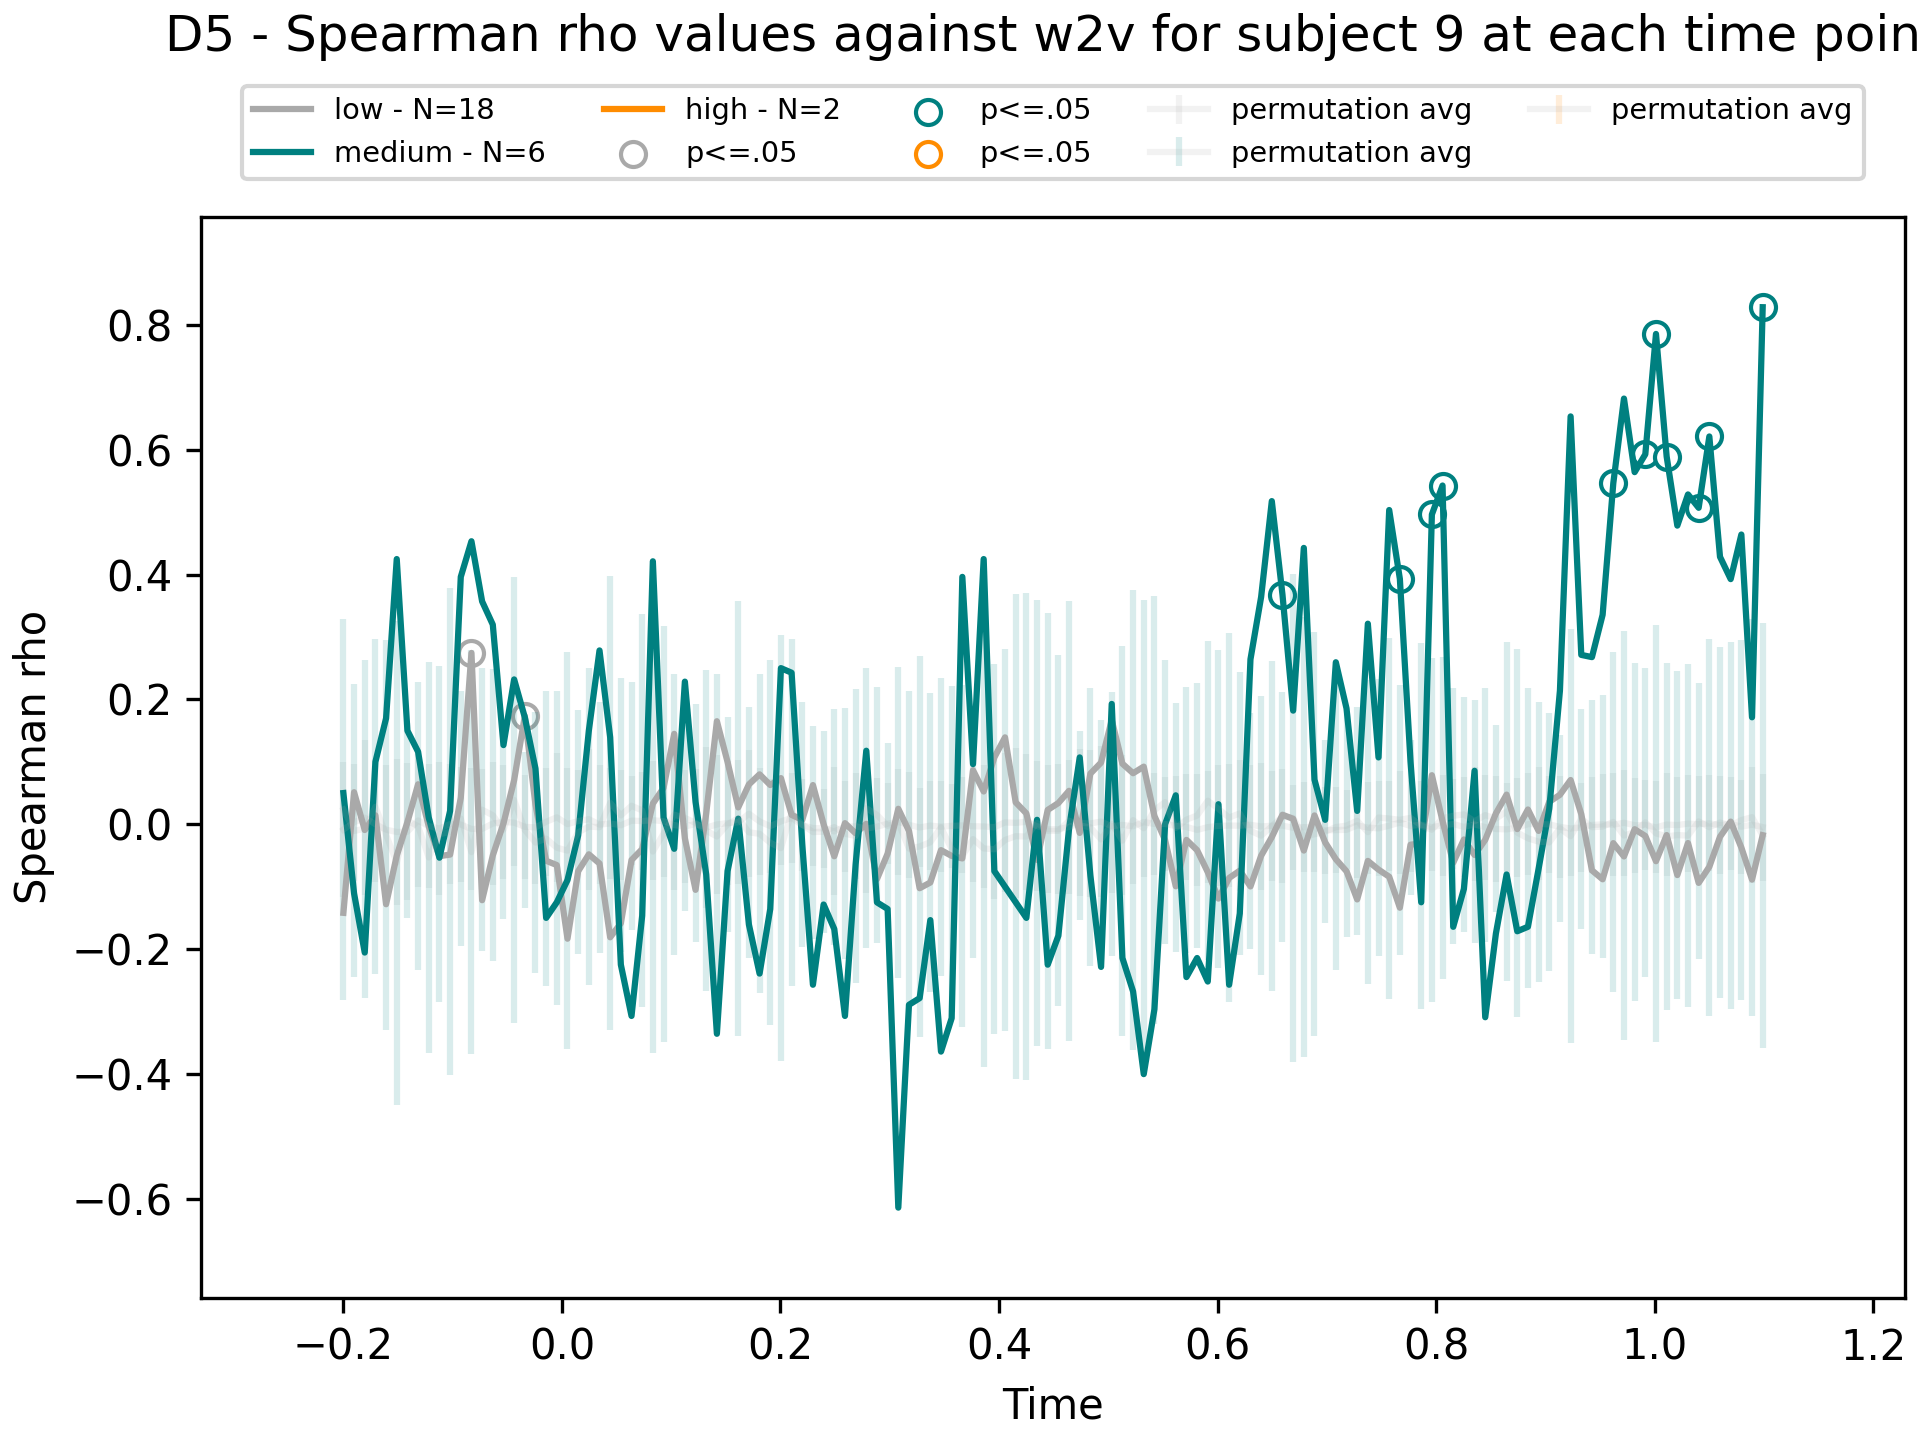 D5 - Spearman rho values against w2v for subject 9 at each time poin
low - N=18
medium - N=6
high - N=2
p<=.05
p<=.05
p<=.05
permutation avg
permutation avg
permutation avg
Spearman rho
0.8
0.6
0.4
0.2
0.0
−0.2
−0.4
−0.6
−0.2 0.0 0.2 0.4 0.6 0.8 1.0 1.2
Time